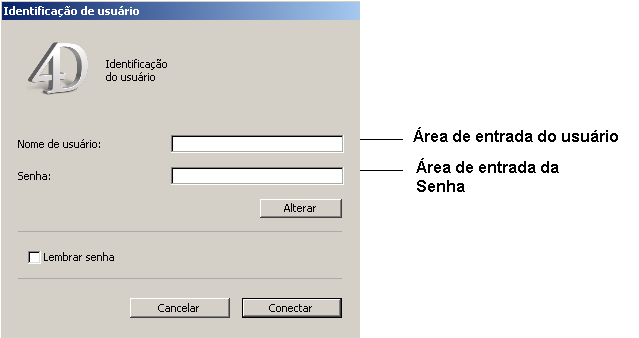 Identificação de usuário
4D
Identificação
do usuário
Nome de usuário:
Área de entrada do usuário
Senha:
Área de entrada da
Senha
Alterar
Lembrar senha
Cancelar
Conectar